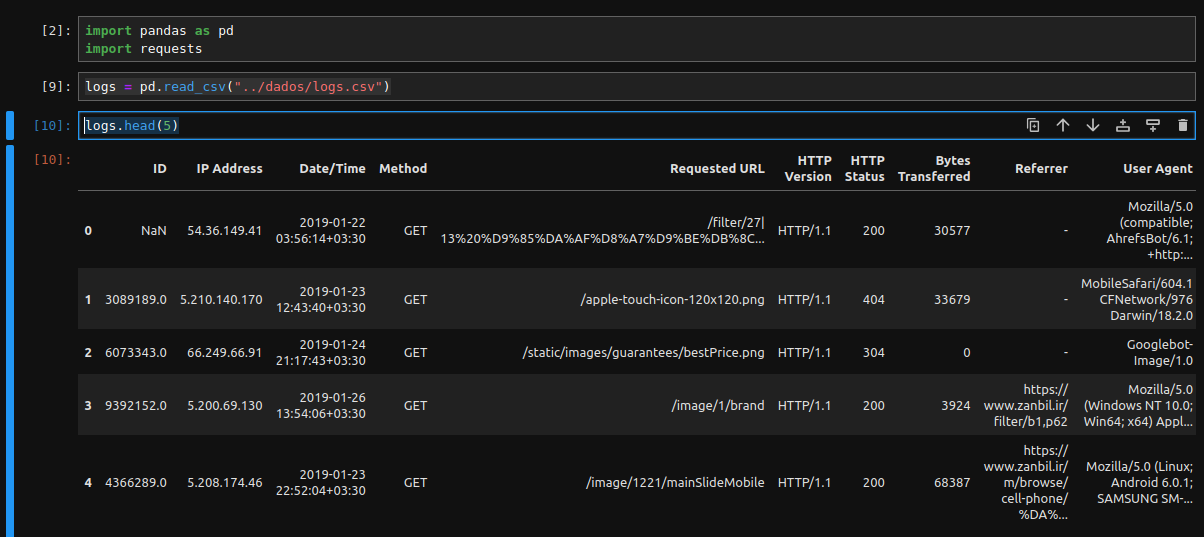 [2]: import pandas as pd
import requests
[9]: logs = pd.read_csv("../dados/logs.csv")
[10]: logs.head(5)
[10]:
ID IP Address Date/Time Method Requested URL HTTP Version HTTP Status Bytes Transferred Referrer User Agent
0 NaN 54.36.149.41 2019-01-22 03:56:14+03:30 GET /filter/27|13%20%D9%85%DA%AF%D8%A7%D9%BE%DB%8C... HTTP/1.1 200 30577 - Mozilla/5.0 (compatible; AhrefsBot/6.1; +http:...
1 3089189.0 5.210.140.170 2019-01-23 12:43:40+03:30 GET /apple-touch-icon-120x120.png HTTP/1.1 404 33679 - MobileSafari/604.1 CFNetwork/976 Darwin/18.2.0
2 6073343.0 66.249.66.91 2019-01-24 21:17:43+03:30 GET /static/images/guarantees/bestPrice.png HTTP/1.1 304 0 - Googlebot-Image/1.0
3 9392152.0 5.200.69.130 2019-01-26 13:54:06+03:30 GET /image/1/brand HTTP/1.1 200 3924 https://www.zanbil.ir/filter/b1,p62 Mozilla/5.0 (Windows NT 10.0; Win64; x64) Appl...
4 4366289.0 5.208.174.46 2019-01-23 22:52:04+03:30 GET /image/1221/mainSlideMobile HTTP/1.1 200 68387 https://www.zanbil.ir/m/browse/cell-phone/%DA%... Mozilla/5.0 (Linux; Android 6.0.1; SAMSUNG SM-...